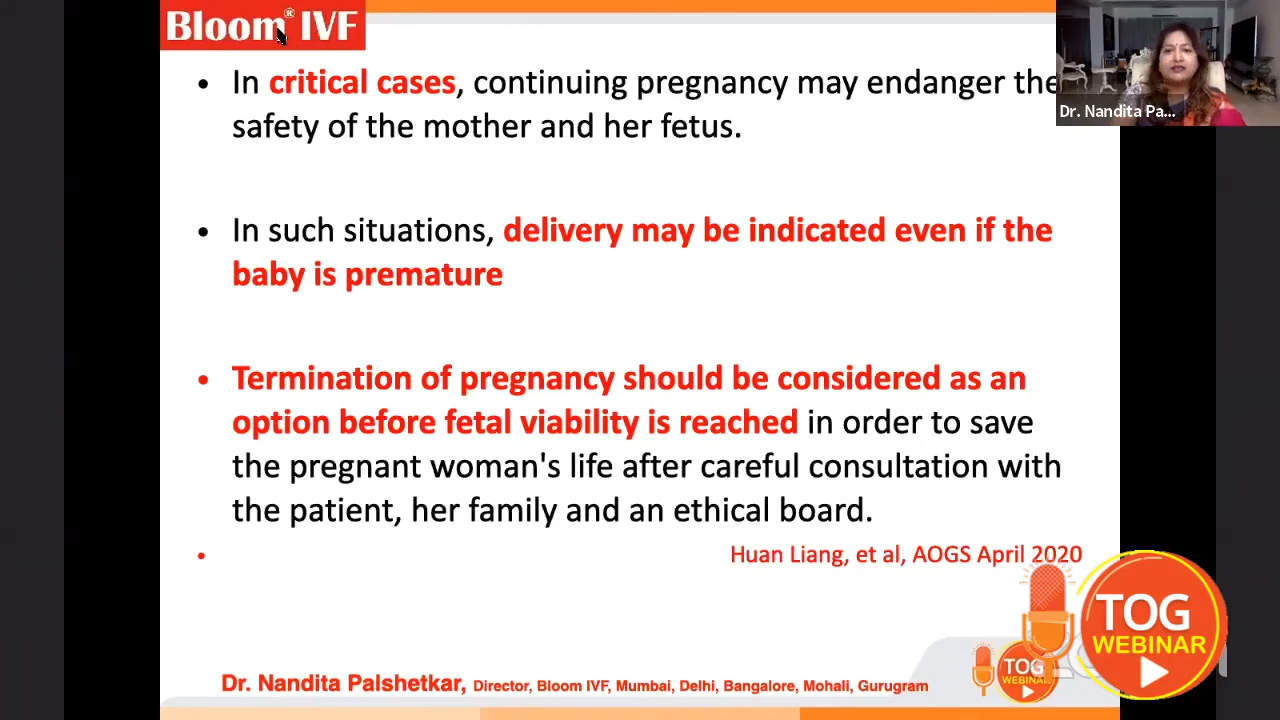 Bloom® IVF
• In critical cases, continuing pregnancy may endanger the
safety of the mother and her fetus.
Dr. Nandita Pa...
• In such situations, delivery may be indicated even if the
baby is premature
• Termination of pregnancy should be considered as an
option before fetal viability is reached in order to save
the pregnant woman's life after careful consultation with
the patient, her family and an ethical board.
• Huan Liang, et al, AOGS April 2020
TOG
WEBINAR
TOG
WEBINAR
Dr. Nandita Palshetkar, Director, Bloom IVF, Mumbai, Delhi, Bangalore, Mohali, Gurugram